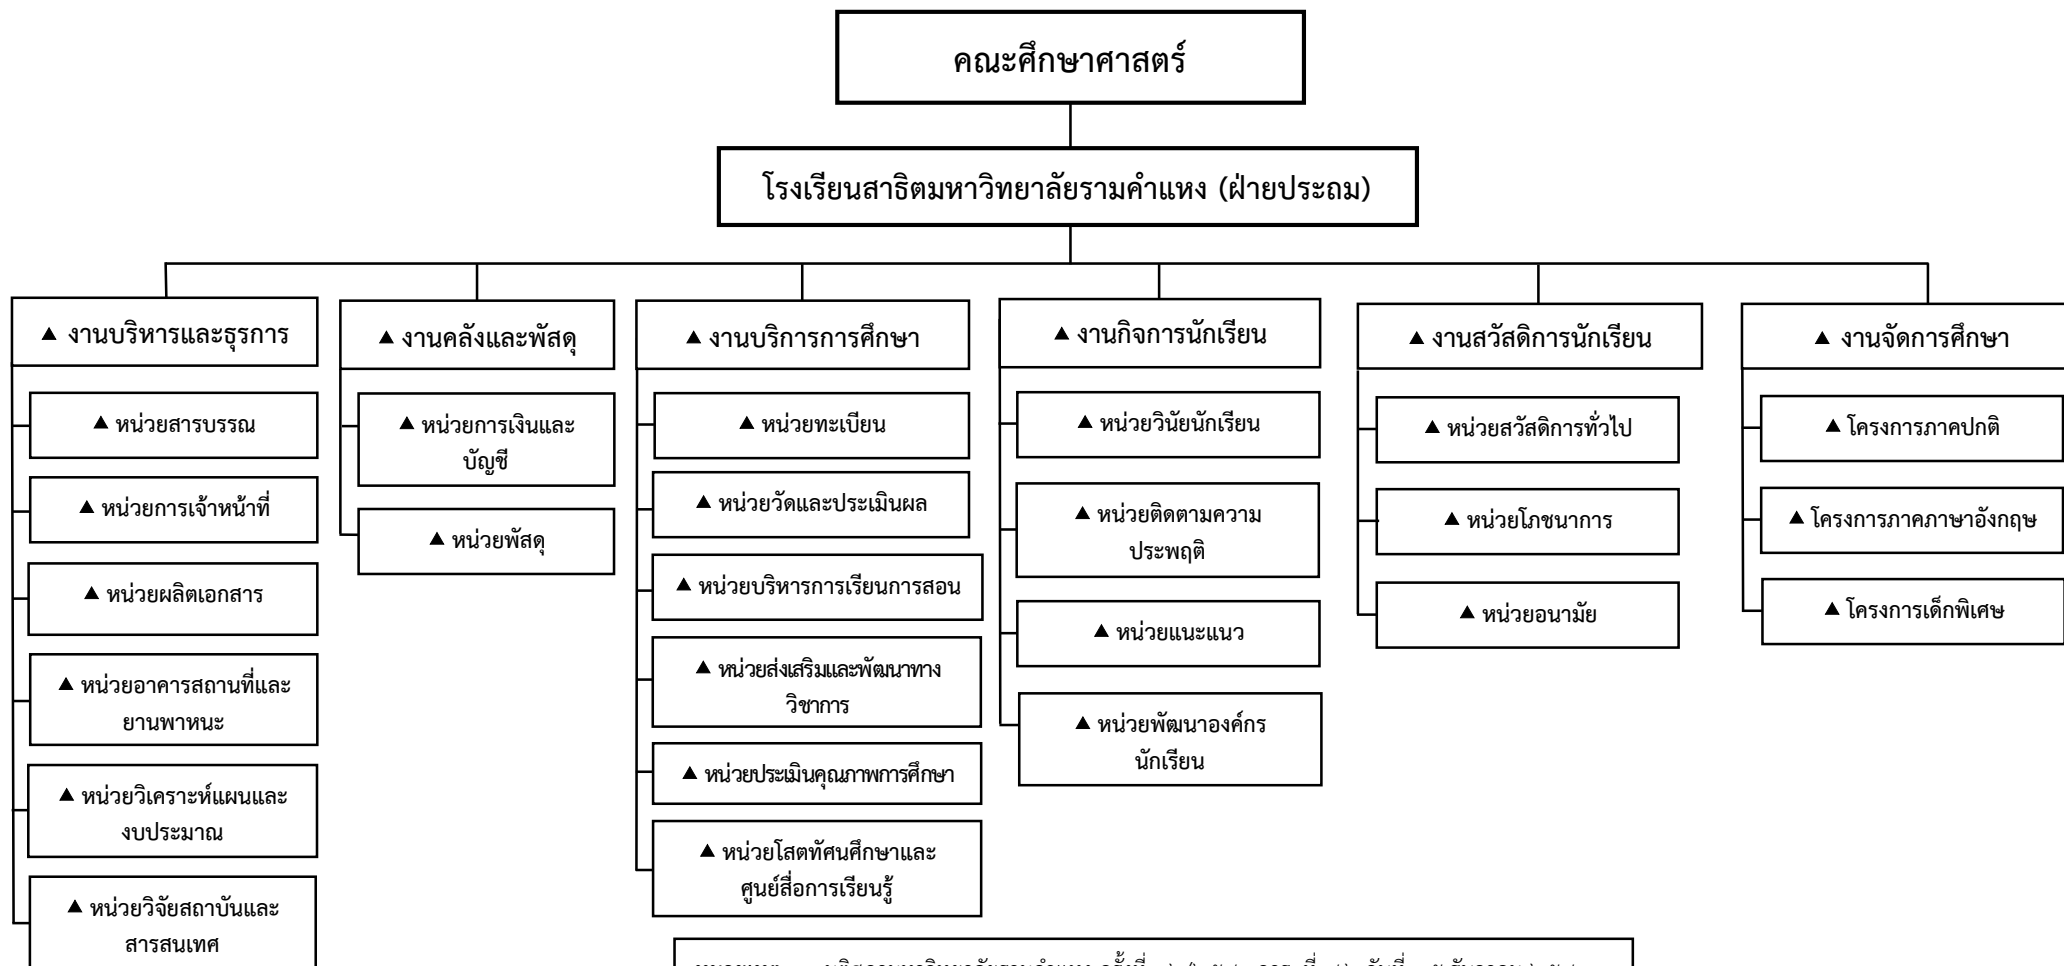 คณะศึกษาศาสตร์
โรงเรียนสาธิตมหาวิทยาลัยรามคำแหง (ฝ่ายประถม)
▲ งานบริหารและธุรการ
▲ หน่วยสารบรรณ
▲ หน่วยการเจ้าหน้าที่
▲ หน่วยผลิตเอกสาร
▲ หน่วยอาคารสถานที่และ
ยานพาหนะ
▲ หน่วยวิเคราะห์แผนและ
งบประมาณ
▲ หน่วยวิจัยสถาบันและ
สารสนเทศ
▲ งานคลังและพัสดุ
▲ หน่วยการเงินและ
บัญชี
▲ หน่วยพัสดุ
▲ งานบริการการศึกษา
▲ หน่วยทะเบียน
▲ หน่วยวัดและประเมินผล
▲ หน่วยบริหารการเรียนการสอน
▲ หน่วยส่งเสริมและพัฒนาทาง
วิชาการ
▲ หน่วยประเมินคุณภาพการศึกษา
▲ หน่วยโสตทัศนศึกษาและ
ศูนย์สื่อการเรียนรู้
▲ งานกิจการนักเรียน
▲ หน่วยวินัยนักเรียน
▲ หน่วยติดตามความ
ประพฤติ
▲ หน่วยแนะแนว
▲ หน่วยพัฒนาองค์กร
นักเรียน
▲ งานสวัสดิการนักเรียน
▲ หน่วยสวัสดิการทั่วไป
▲ หน่วยโภชนาการ
▲ หน่วยอนามัย
▲ งานจัดการศึกษา
▲ โครงการภาคปกติ
▲ โครงการภาคภาษาอังกฤษ
▲ โครงการเด็กพิเศษ